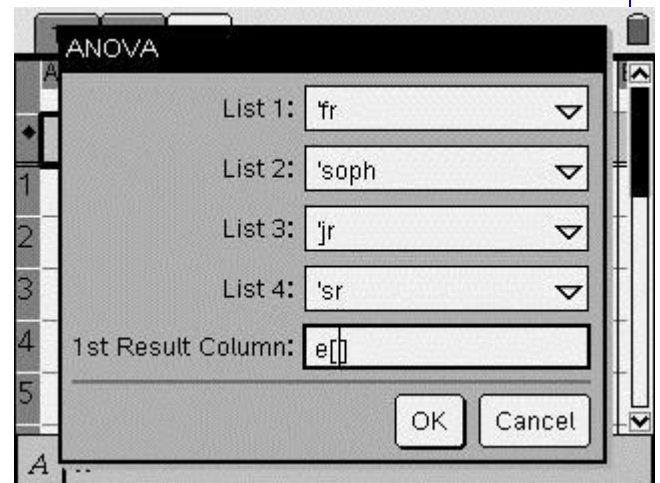 ANOVA
A
List 1: 'fr
List 2: 'soph
List 3: 'jr
List 4: 'sr
1st Result Column: e[]
1
2
3
4
5
OK Cancel
A